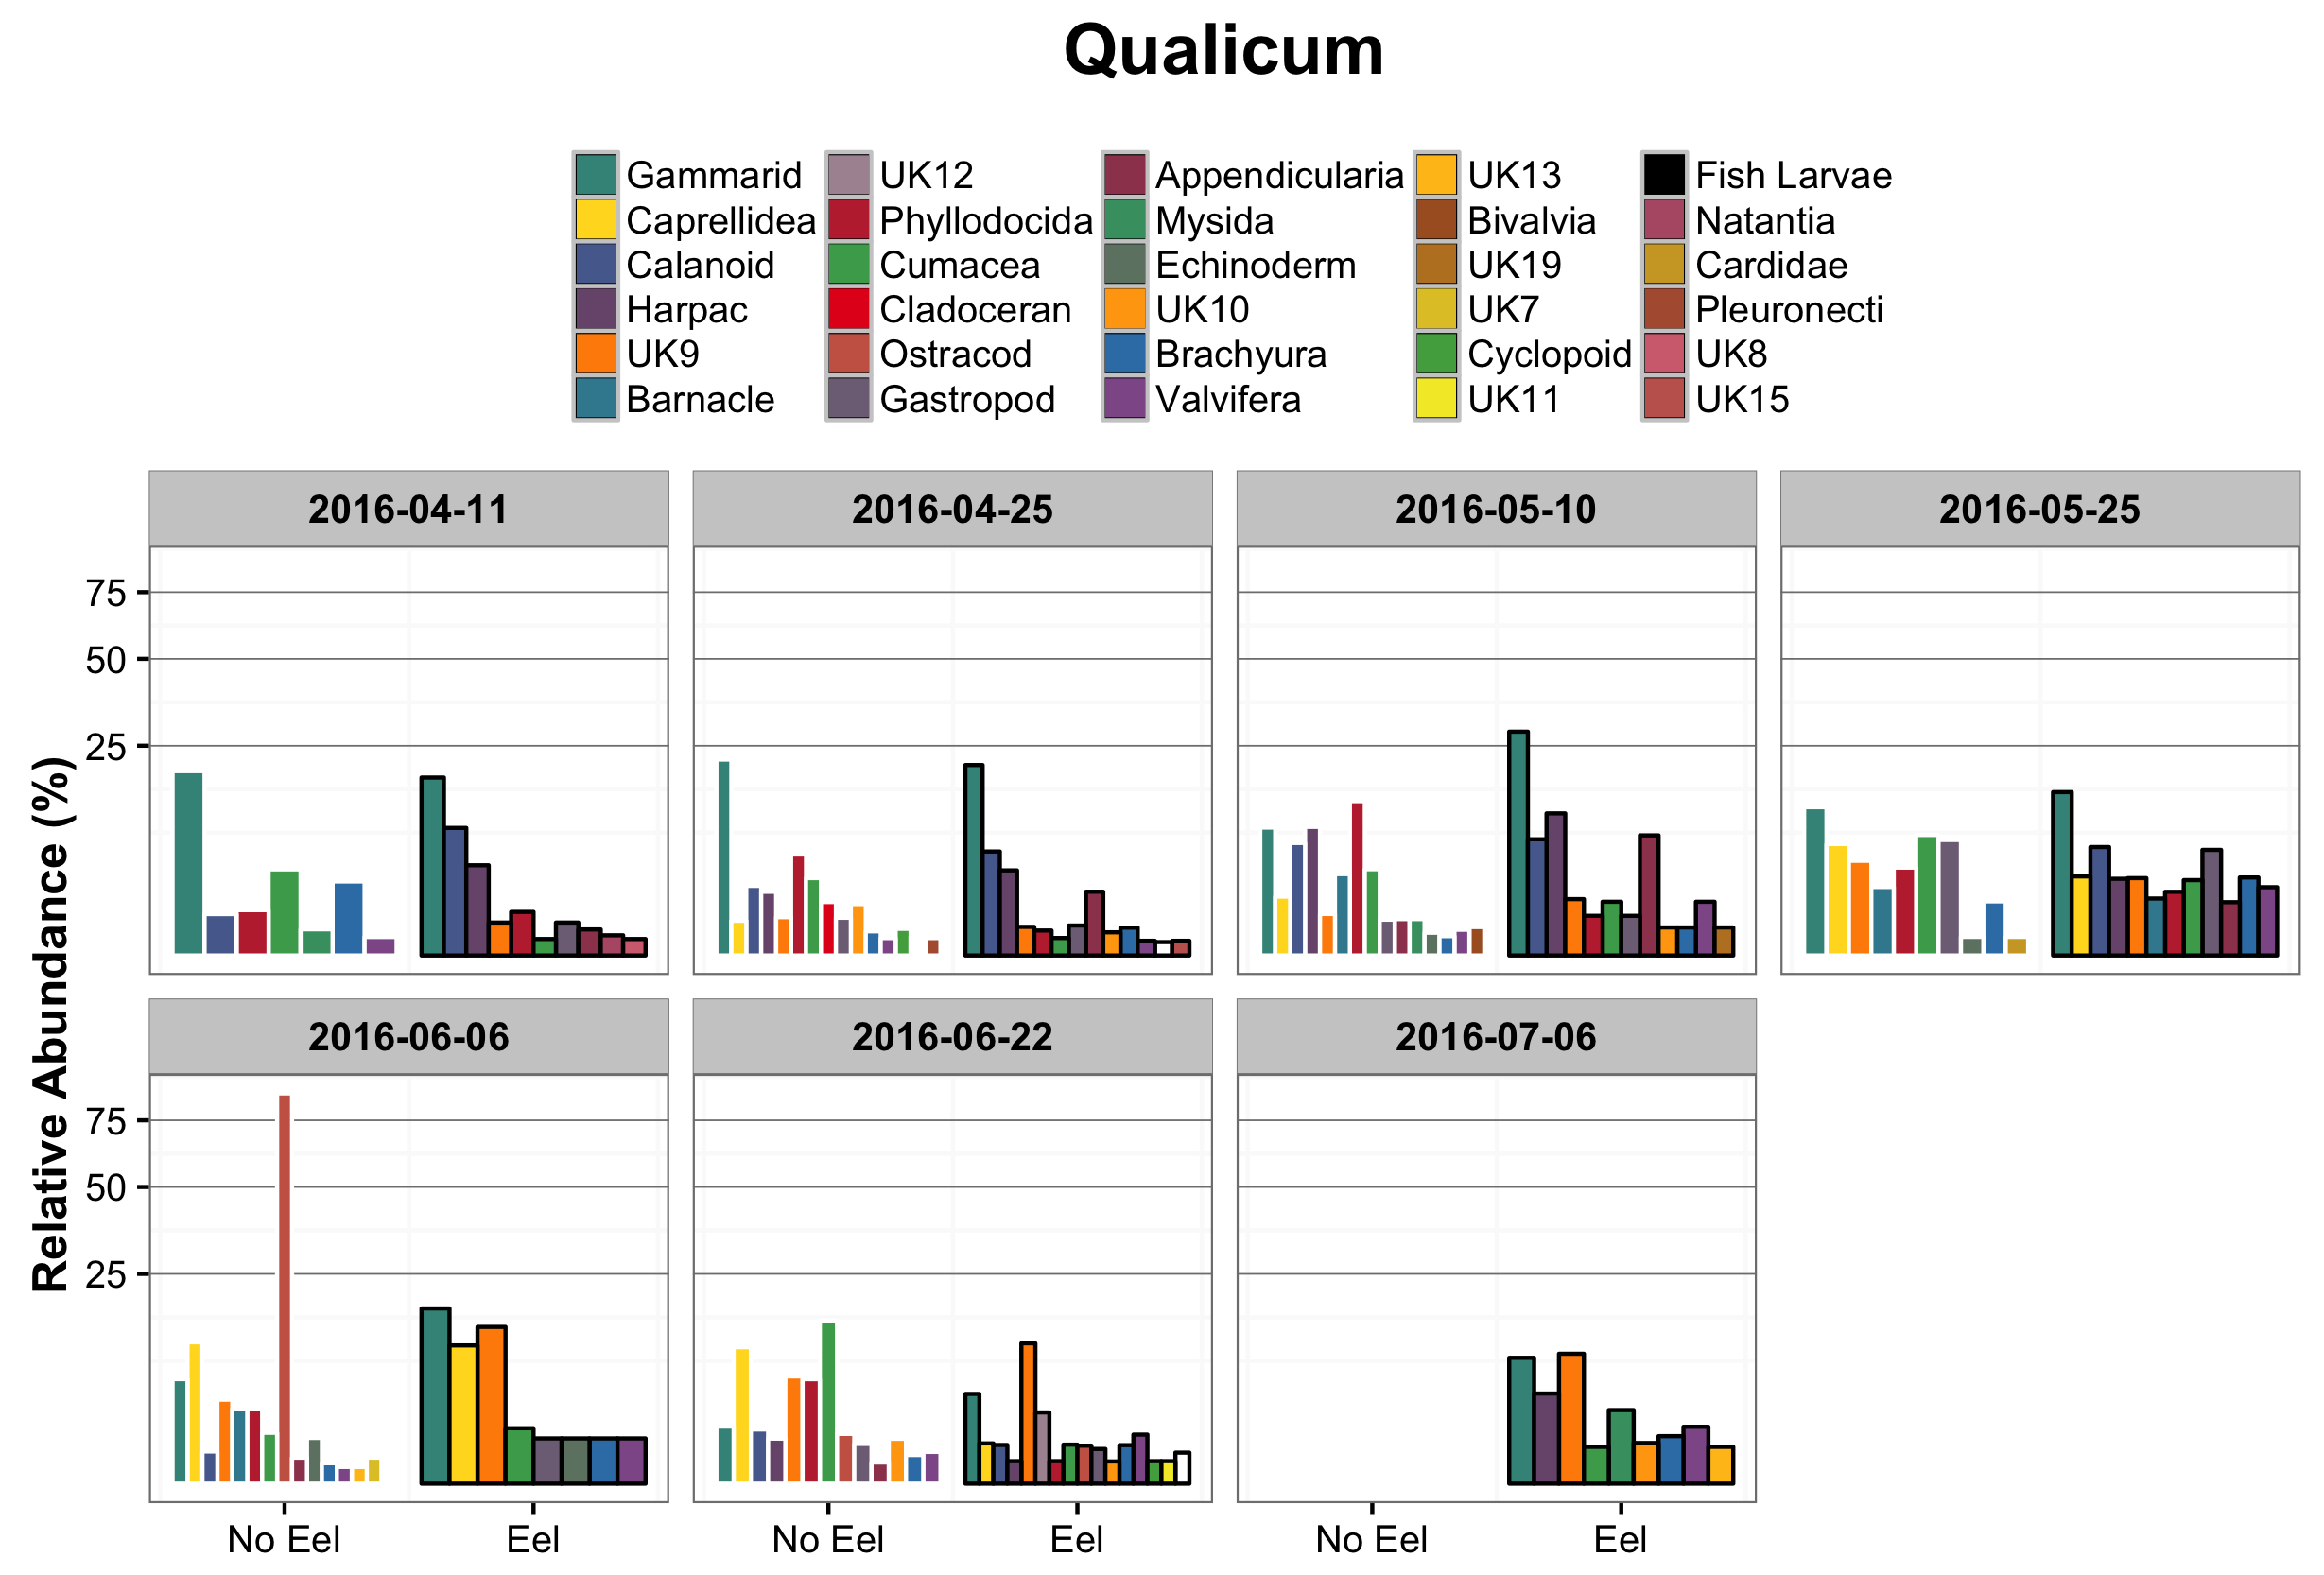 Qualicum
Gammarid UK12 Appendicularia UK13 Fish Larvae
Caprellidea Phyllodocida Mysida Bivalvia Natantia
Calanoid Cumacea Echinoderm UK19 Cardidae
Harpac Cladoceran UK10 UK7 Pleuronecti
UK9 Ostracod Brachyura Cyclopoid UK8
Barnacle Gastropod Valvifera UK11 UK15
2016-04-11 2016-04-25 2016-05-10 2016-05-25
75
50
25
Relative Abundance (%)
2016-06-06 2016-06-22 2016-07-06
75
50
25
No Eel Eel No Eel Eel No Eel Eel